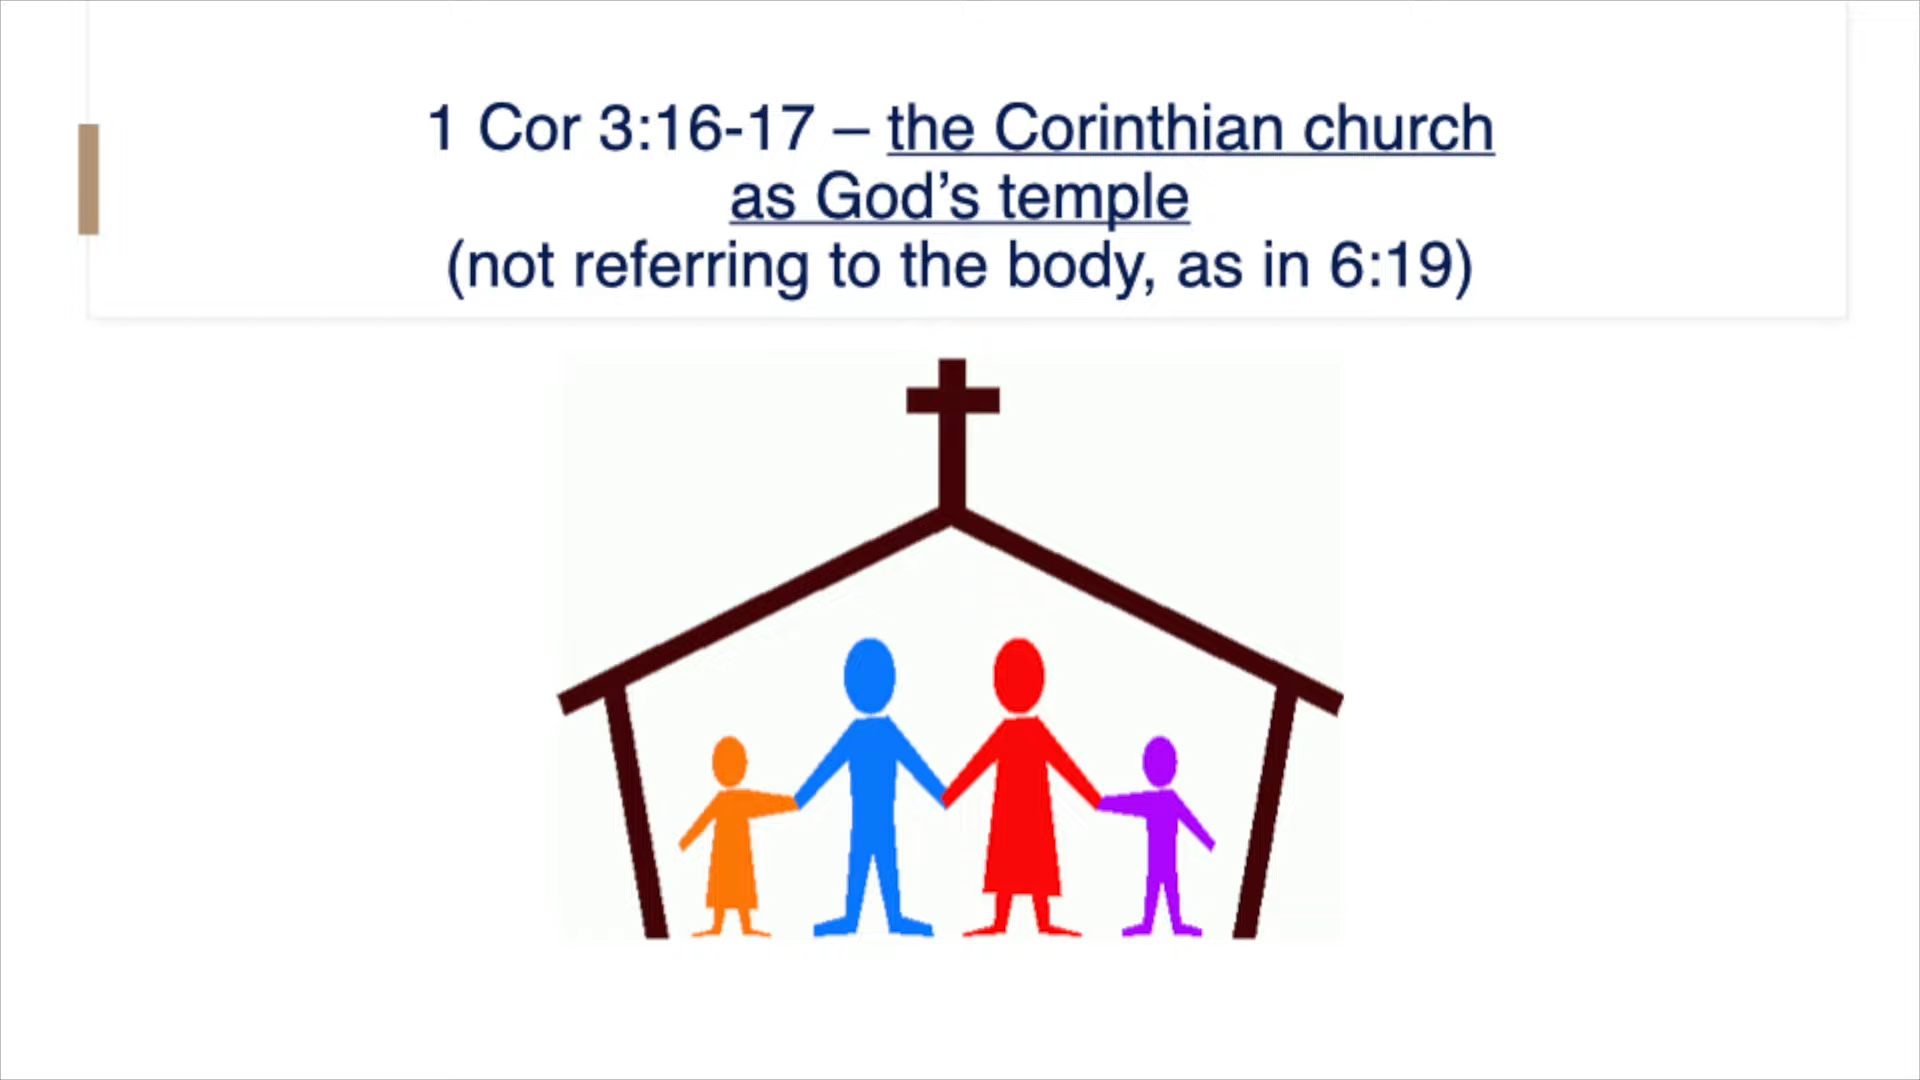 1 Cor 3:16-17 – the Corinthian church
as God’s temple
(not referring to the body, as in 6:19)